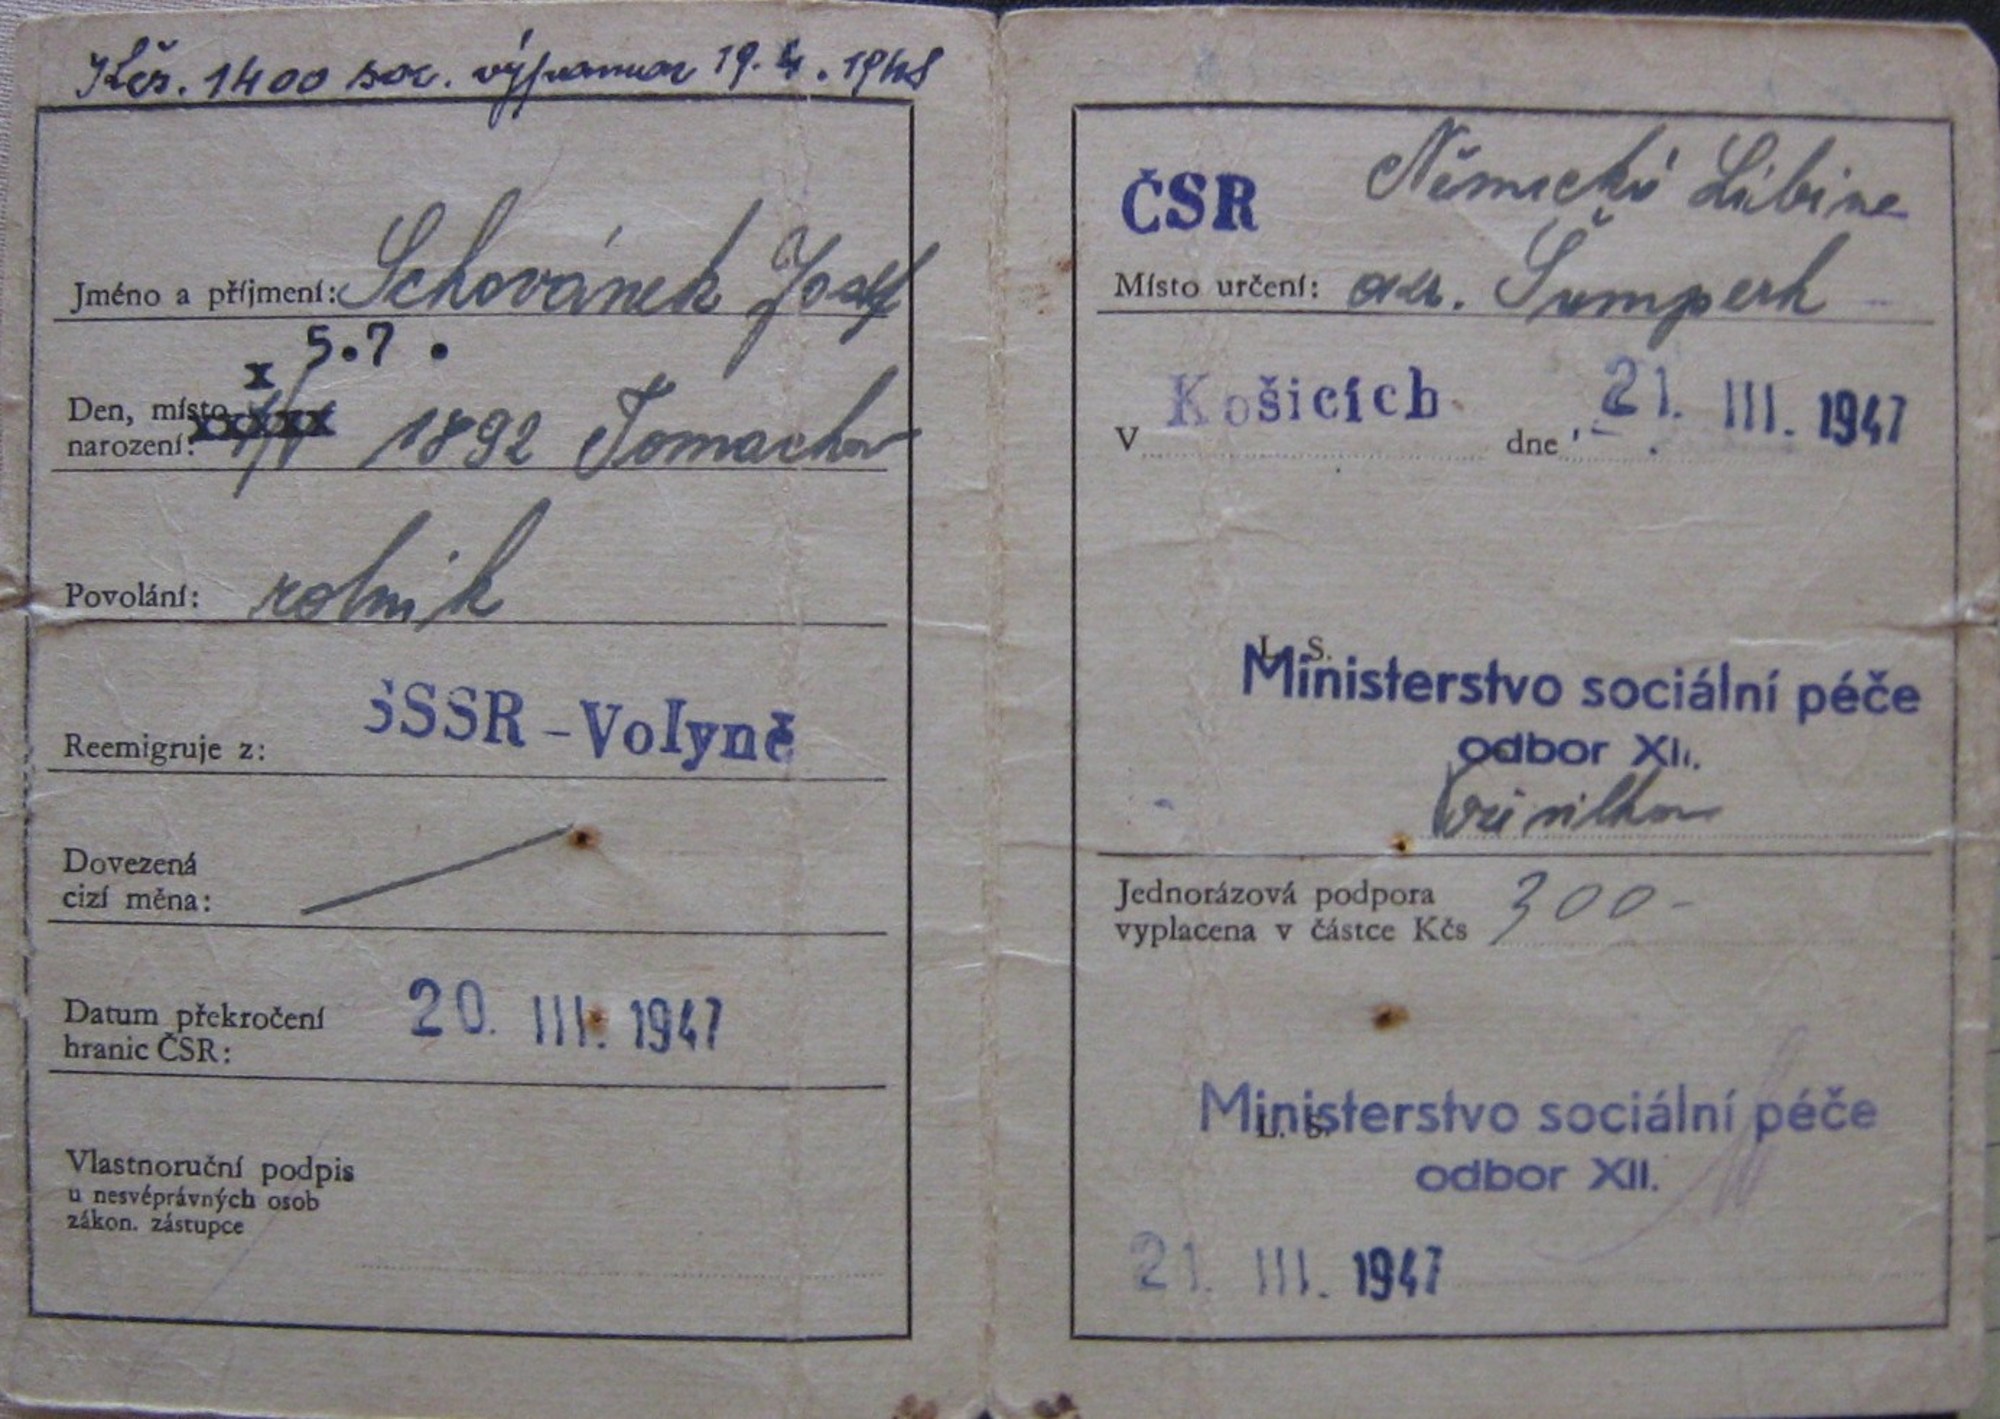 Kčs. 1400 soc. výpomoc 19. 4. 1948
Jméno a příjmení: Schovánek Josef
5.7 .
x
Den, místo
narození: xxxxx 1892 Tomachov
Povolání: rolnik
Reemigruje z: SSSR – Volyně
Dovezená
cizí měna:
Datum překročení
hranic ČSR: 20. III. 1947
Vlastnoruční podpis
u nesvéprávných osob
zákon. zástupce
ČSR Německá Libina
Místo určení: okr. Šumperk
V Košicích dne 21. III. 1947
L. S.
Ministerstvo sociální péče
odbor XII.
Jednorázová podpora
vyplacena v částce Kčs 300-
L. S.
Ministerstvo sociální péče
odbor XII.
21. III. 1947